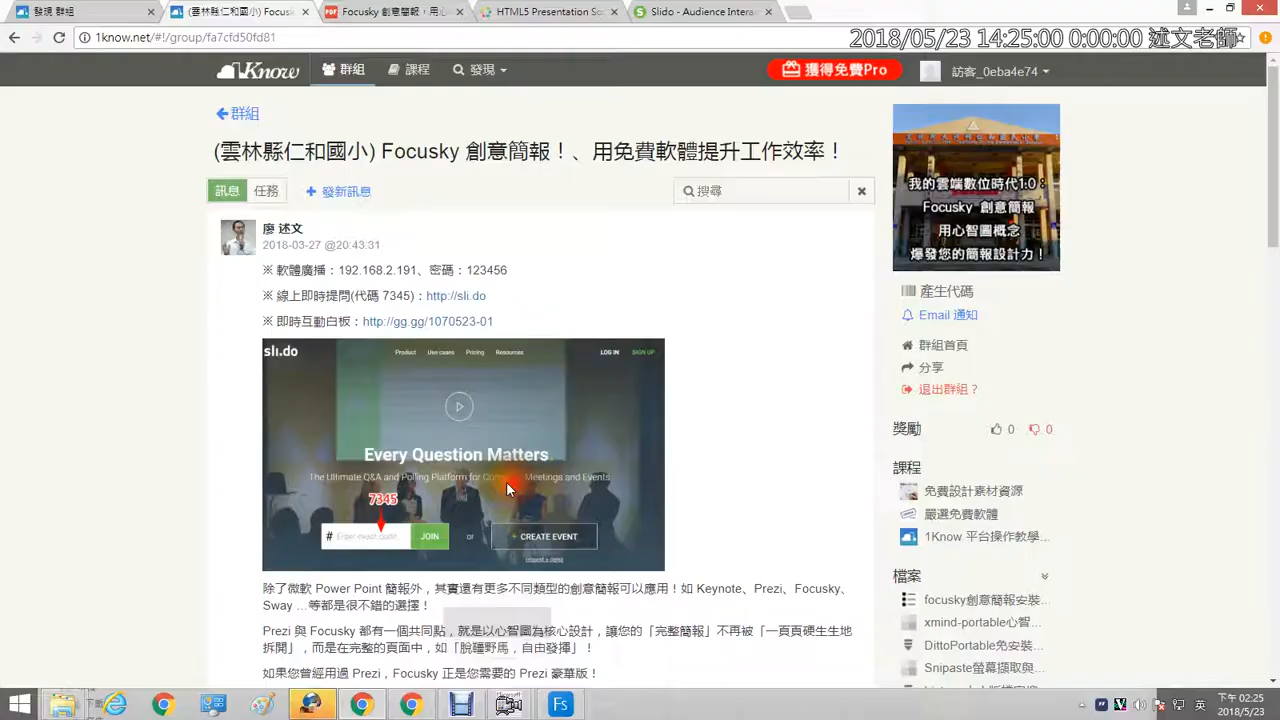 發現 群組
(雲林縣仁和國小) Focus
Focusky 創意簡報！，用
HTML5 Presentation So
Slido - Audience Interac
1know.net/#!/group/fa7cfd50fd81
2018/05/23 14:25:00 0:00:00 述文老師
1Know
群組
課程
發現
獲得免費Pro
訪客_0eba4e74
群組
(雲林縣仁和國小) Focusky 創意簡報！、用免費軟體提升工作效率！
訊息
任務
+ 發新訊息
搜尋
廖 述文
2018-03-27 @20:43.31
※ 軟體廣播：192.168.2.191、密碼：123456
※ 線上即時提問(代碼 7345)：http://sli.do
※ 即時互動白板：http://gg.gg/1070523-01
sli.do
Product Use cases Pricing Resources
LOG IN SIGN UP
Every Question Matters
The Ultimate Q&A and Polling Platform for Company Meetings and Events
7345
# Enter event code
JOIN
or
+ CREATE EVENT
request a demo
除了微軟 Power Point 簡報外，其實還有更多不同類型的創意簡報可以應用！如 Keynote、Prezi、Focusky、
Sway …等都是很不錯的選擇！
Prezi 與 Focusky 都有一個共同點，就是以心智圖為核心設計，讓您的「完整簡報」不再被「一頁頁硬生生地
拆開」，而是在完整的頁面中，如「脫韁野馬，自由發揮」！
如果您曾經用過 Prezi，Focusky 正是您需要的 Prezi 豪華版！
我的雲端數位時代1.0：
Focusky 創意簡報
用心智圖概念
爆發您的簡報設計力！
產生代碼
Email 通知
群組首頁
分享
退出群組？
獎勵
0
0
課程
免費設計素材資源
嚴選免費軟體
1Know 平台操作教學...
檔案
focusky創意簡報安裝...
xmind-portable心智...
DittoPortable免安裝...
Snipaste螢幕擷取與...
Fs
英
下午 02:25
2018/5/23